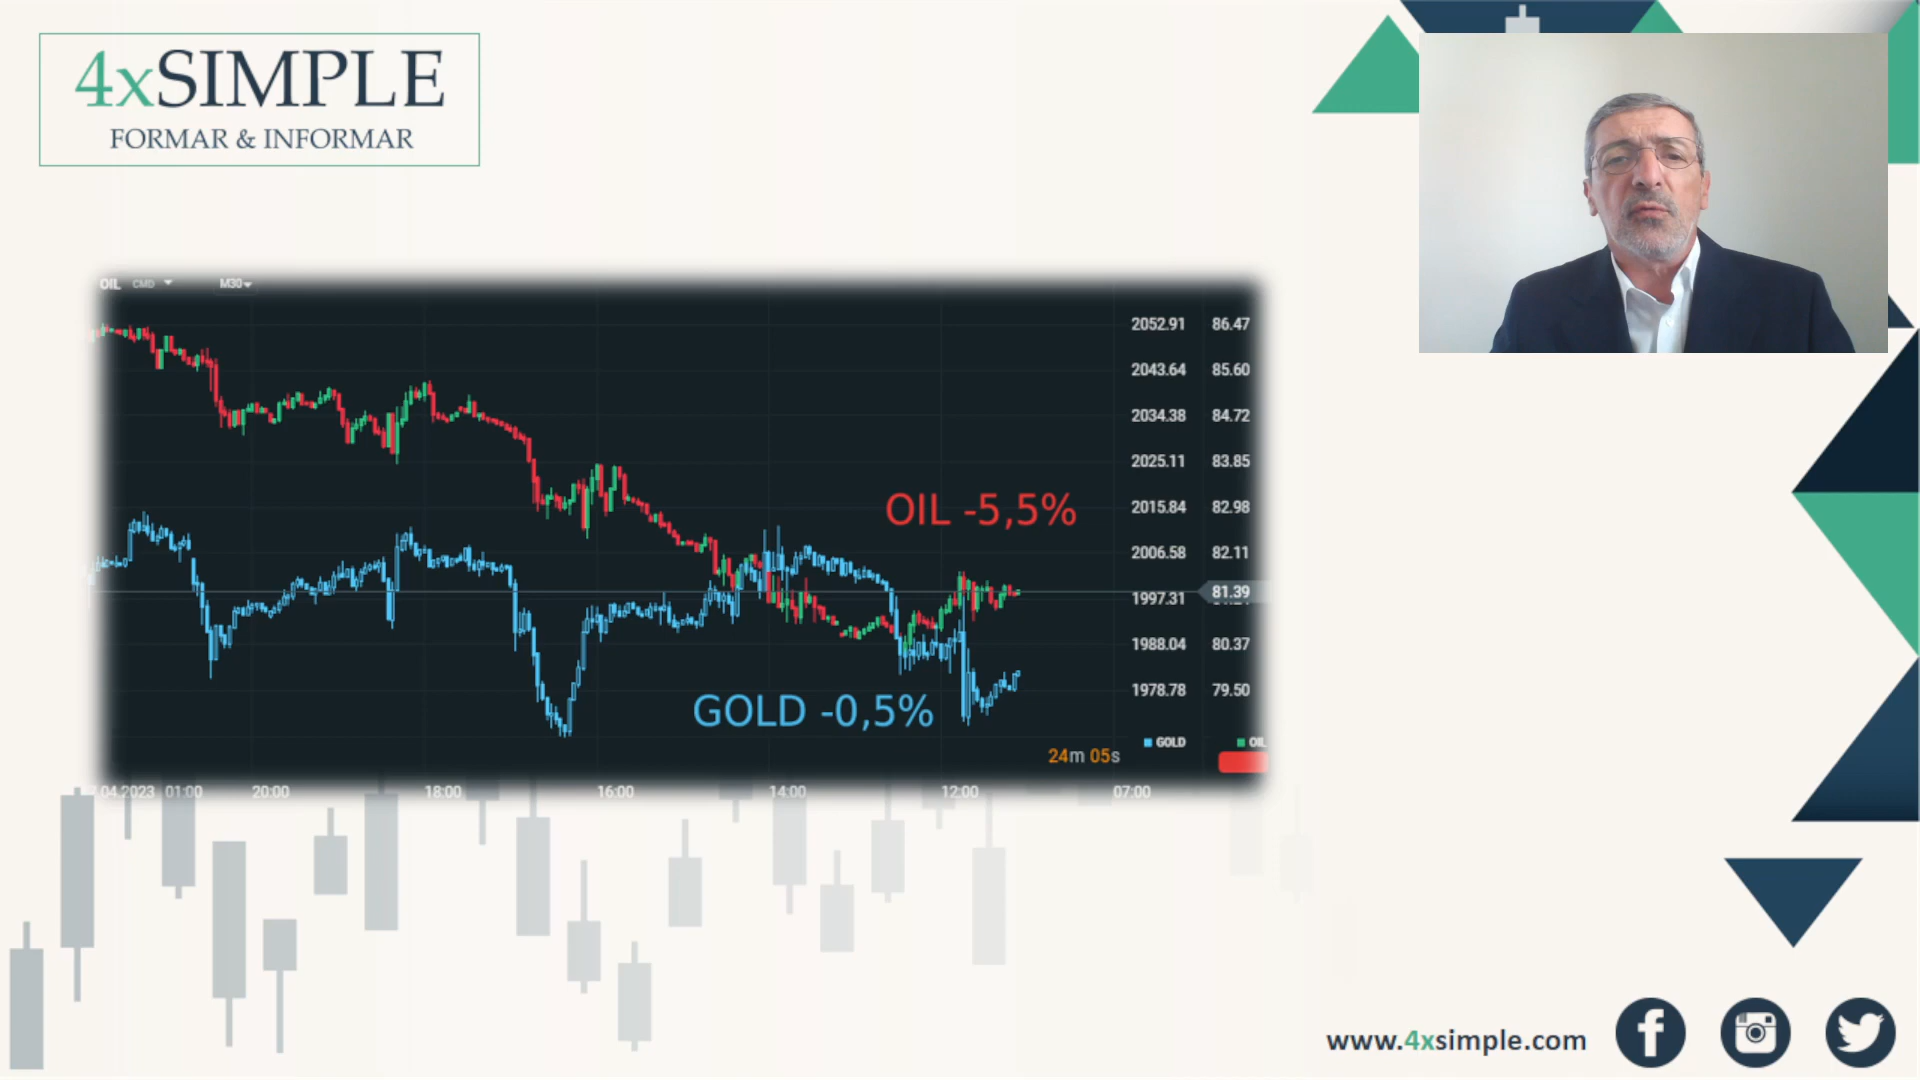 4xSIMPLE
FORMAR & INFORMAR
OIL CMD M30
2052.91 86.47
2043.64 85.60
2034.38 84.72
2025.11 83.85
OIL -5,5%
2015.84 82.98
2006.58 82.11
81.39
1997.31
1988.04 80.37
1978.78 79.50
GOLD -0,5%
GOLD OIL
24m 05s
.04.2023 01:00 20:00 18:00 16:00 14:00 12:00 07:00
www.4xsimple.com